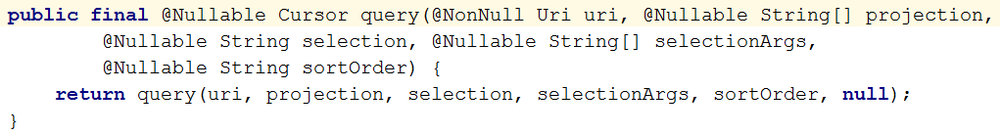 public final @Nullable Cursor query(@NonNull Uri uri, @Nullable String[] projection,
        @Nullable String selection, @Nullable String[] selectionArgs,
        @Nullable String sortOrder) {
    return query(uri, projection, selection, selectionArgs, sortOrder, null);
}